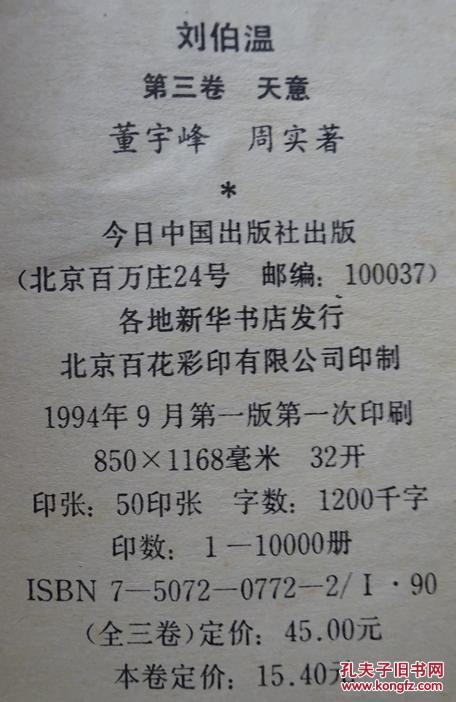 刘伯温
第三卷 天意
董宇峰 周实著
*
今日中国出版社出版
(北京百万庄24号 邮编:100037)
各地新华书店发行
北京百花彩印有限公司印制
1994年9月第一版第一次印刷
850×1168毫米 32开
印张:50印张 字数:1200千字
印数:1—10000册
ISBN 7—5072—0772—2/I·90
(全三卷)定价:45.00元
本卷定价:15.40元
孔夫子旧书网
www.kongfz.com